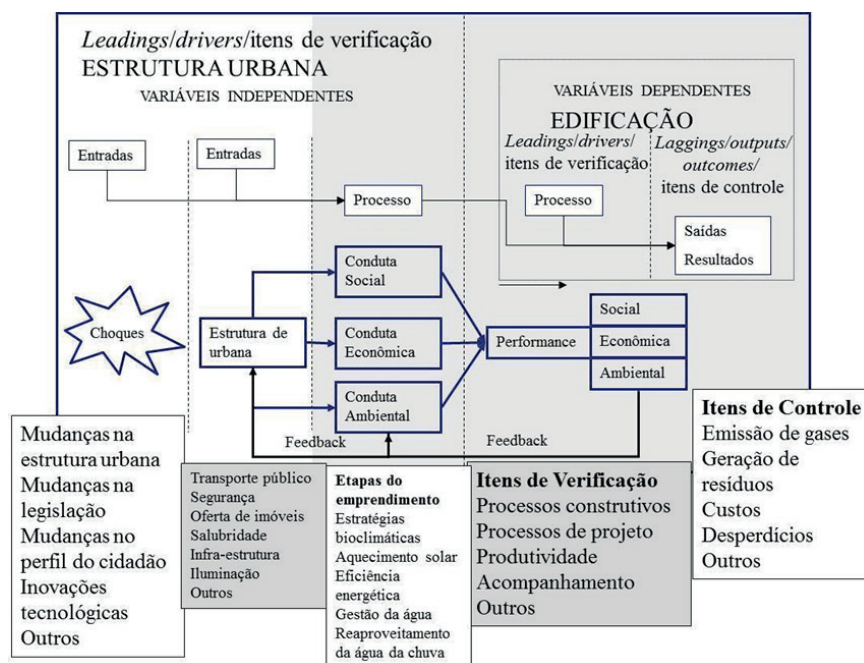 Leadings/drivers/itens de verificação
ESTRUTURA URBANA
VARIÁVEIS INDEPENDENTES
VARIÁVEIS DEPENDENTES
EDIFICAÇÃO
Leadings/drivers/
itens de verificação
Laggings/outputs/
outcomes/
itens de controle
Entradas
Entradas
Processo
Processo
Saídas
Resultados
Choques
Estrutura de
urbana
Conduta
Social
Conduta
Econômica
Conduta
Ambiental
Performance
Social
Econômica
Ambiental
Feedback
Feedback
Mudanças na
estrutura urbana
Mudanças na
legislação
Mudanças no
perfil do cidadão
Inovações
tecnológicas
Outros
Transporte público
Segurança
Oferta de imóveis
Salubridade
Infra-estrutura
Iluminação
Outros
Etapas do
emprendimento
Estratégias
bioclimáticas
Aquecimento solar
Eficiência
energética
Gestão da água
Reaproveitamento
da água da chuva
Itens de Verificação
Processos construtivos
Processos de projeto
Produtividade
Acompanhamento
Outros
Itens de Controle
Emissão de gases
Geração de
resíduos
Custos
Desperdícios
Outros